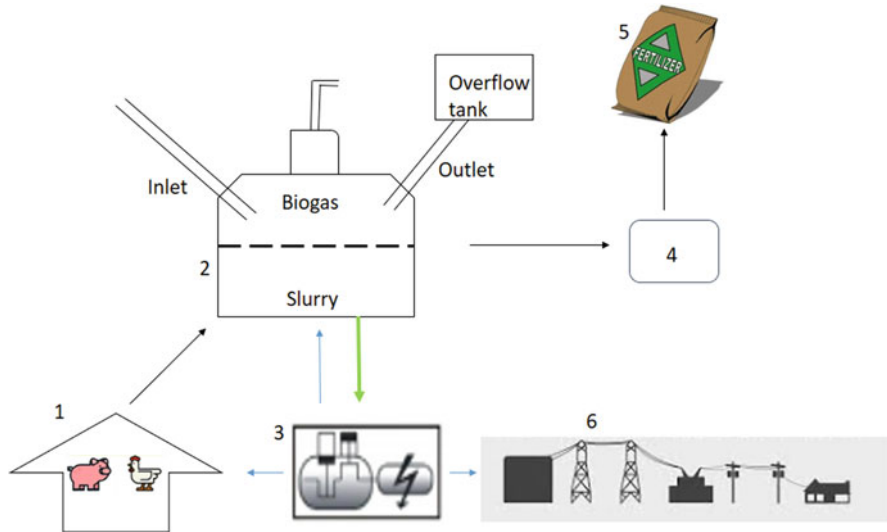 5
FERTILIZER
Overflow
tank
Inlet
Outlet
Biogas
4
2
Slurry
1
3
6